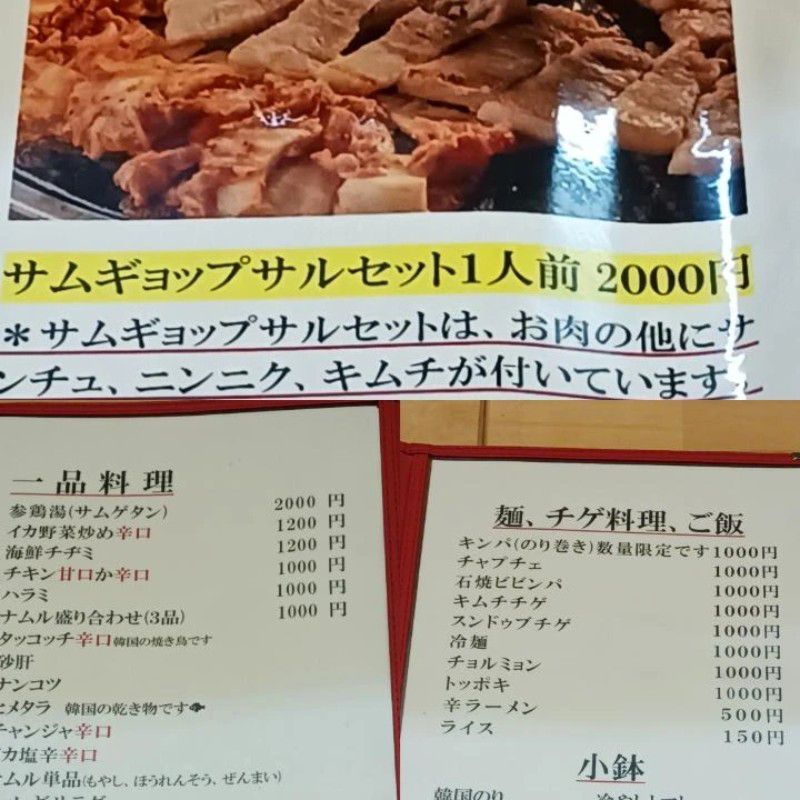 サムギョップサルセット1人前 2000円
*サムギョップサルセットは、お肉の他にサ
ンチュ、ニンニク、キムチが付いています。
一品料理
参鶏湯(サムゲタン) 2000 円
イカ野菜炒め辛口 1200 円
海鮮チヂミ 1200 円
チキン甘口か辛口 1000 円
ハラミ 1000 円
ナムル盛り合わせ(3品) 1000 円
タッコッチ辛口 韓国の焼き鳥です
砂肝
ナンコツ
メタラ 韓国の乾き物です
チャンジャ辛口
カ塩辛辛口
ナムル単品(もやし、ほうれんそう、ぜんまい)
麺、チゲ料理、ご飯
キンパ(のり巻き)数量限定です 1000円
チャプチェ 1000円
石焼ビビンパ 1000円
キムチチゲ 1000円
スンドゥブチゲ 1000円
冷麺 1000円
チョルミョン 1000円
トッポキ 1000円
辛ラーメン 500円
ライス 150円
小鉢
韓国のり